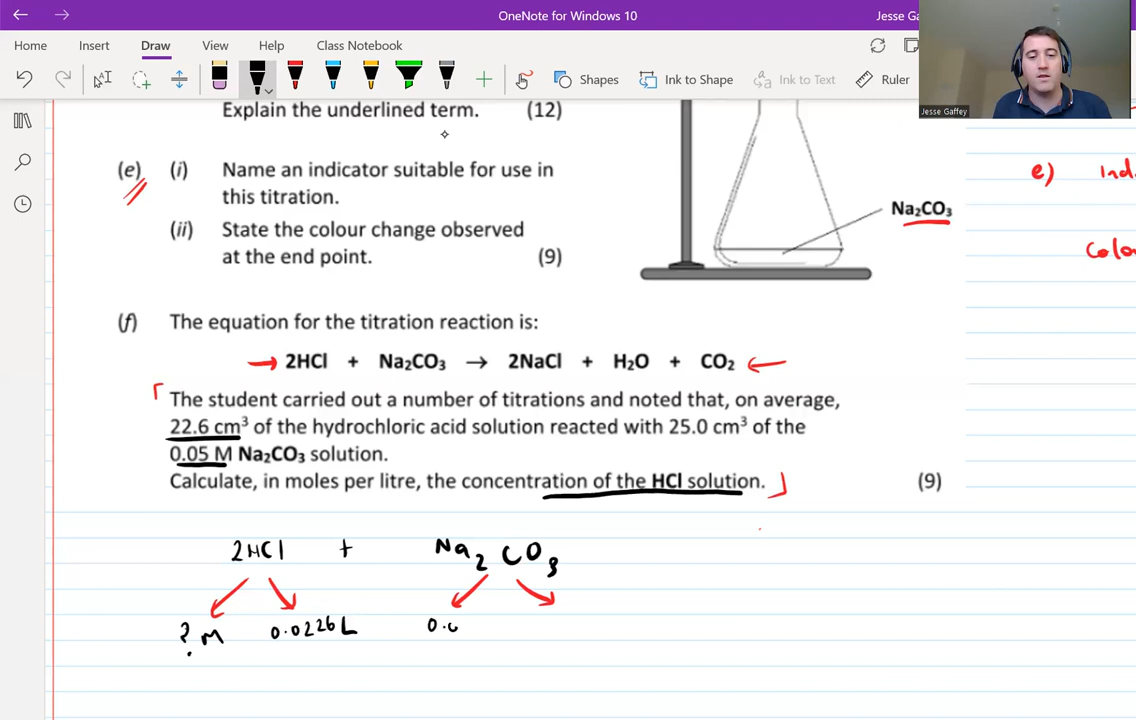 OneNote for Windows 10
Jesse Ga
Home Insert Draw View Help Class Notebook
Shapes Ink to Shape Ink to Text Ruler
Jesse Gaffey
Explain the underlined term. (12)
(e) (i) Name an indicator suitable for use in
this titration.
(ii) State the colour change observed
at the end point. (9)
Na₂CO₃
e) Ind
Colo
(f) The equation for the titration reaction is:
2HCl + Na₂CO₃ → 2NaCl + H₂O + CO₂
The student carried out a number of titrations and noted that, on average,
22.6 cm³ of the hydrochloric acid solution reacted with 25.0 cm³ of the
0.05 M Na₂CO₃ solution.
Calculate, in moles per litre, the concentration of the HCl solution. (9)
2HCl + Na₂CO₃
? M 0.0226L 0.0